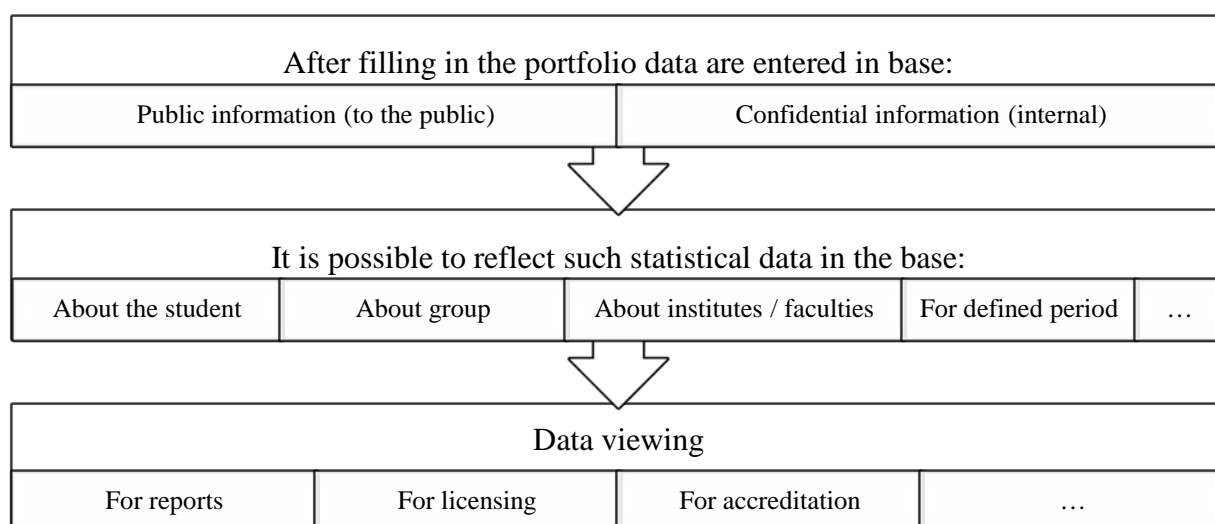 After filling in the portfolio data are entered in base:
Public information (to the public)
Confidential information (internal)
It is possible to reflect such statistical data in the base:
About the student
About group
About institutes / faculties
For defined period
…
Data viewing
For reports
For licensing
For accreditation
…